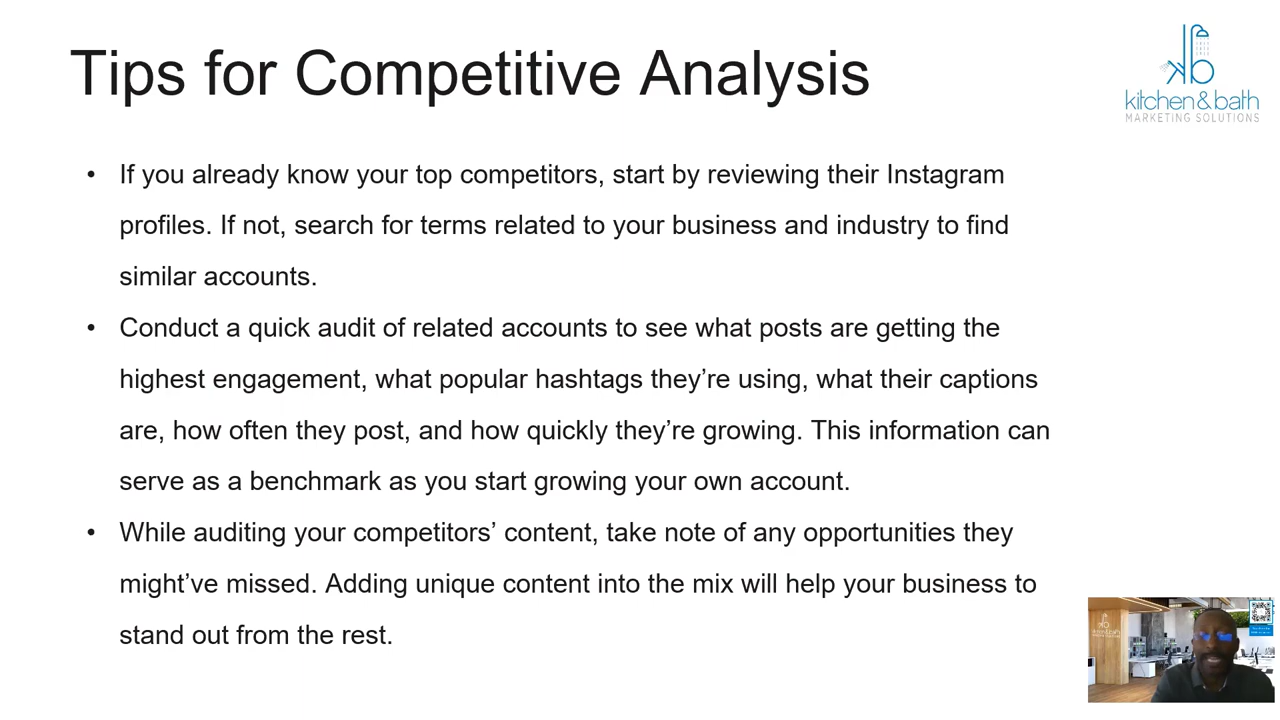 Tips for Competitive Analysis
kitchen & bath
MARKETING SOLUTIONS
• If you already know your top competitors, start by reviewing their Instagram
profiles. If not, search for terms related to your business and industry to find
similar accounts.
• Conduct a quick audit of related accounts to see what posts are getting the
highest engagement, what popular hashtags they’re using, what their captions
are, how often they post, and how quickly they’re growing. This information can
serve as a benchmark as you start growing your own account.
• While auditing your competitors’ content, take note of any opportunities they
might’ve missed. Adding unique content into the mix will help your business to
stand out from the rest.